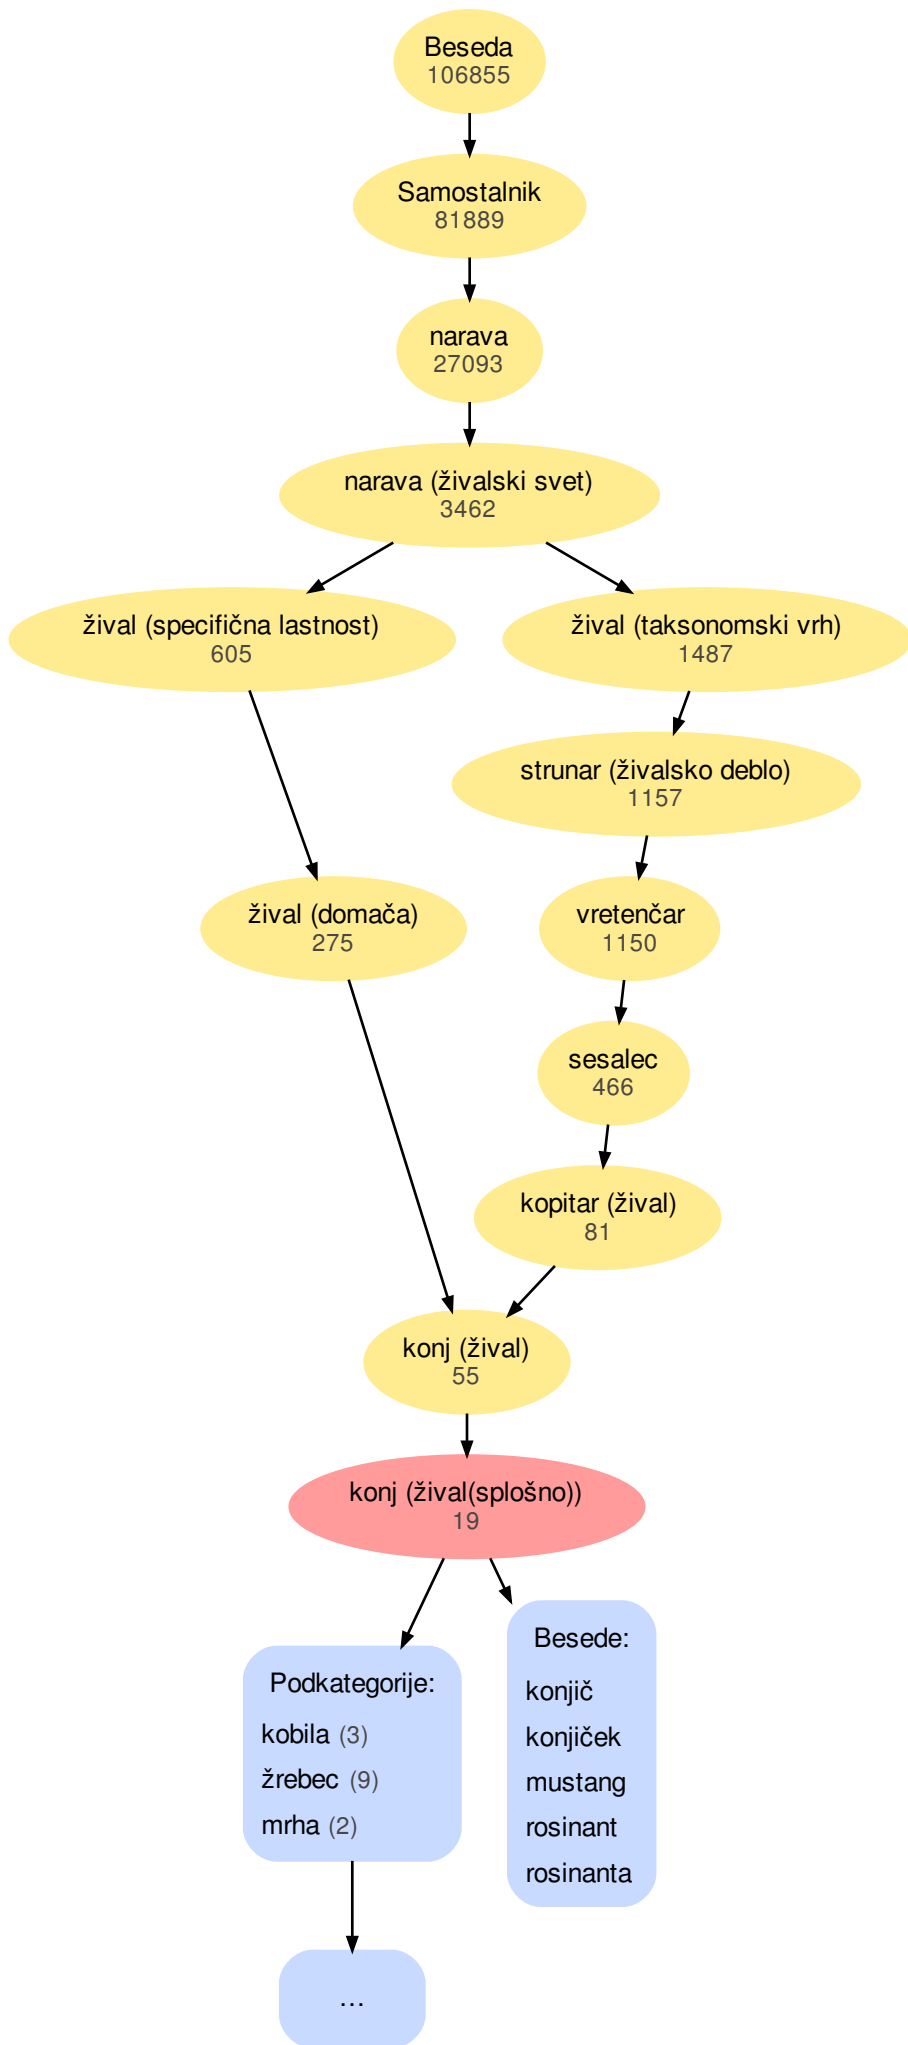 Beseda
106855
Samostalnik
81889
narava
27093
narava (živalski svet)
3462
žival (specifična lastnost)
605
žival (taksonomski vrh)
1487
strunar (živalsko deblo)
1157
žival (domača)
275
vretenčar
1150
sesalec
466
kopitar (žival)
81
konj (žival)
55
konj (žival(splošno))
19
Podkategorije:
kobila (3)
žrebec (9)
mrha (2)
Besede:
konjič
konjiček
mustang
rosinant
rosinanta
...